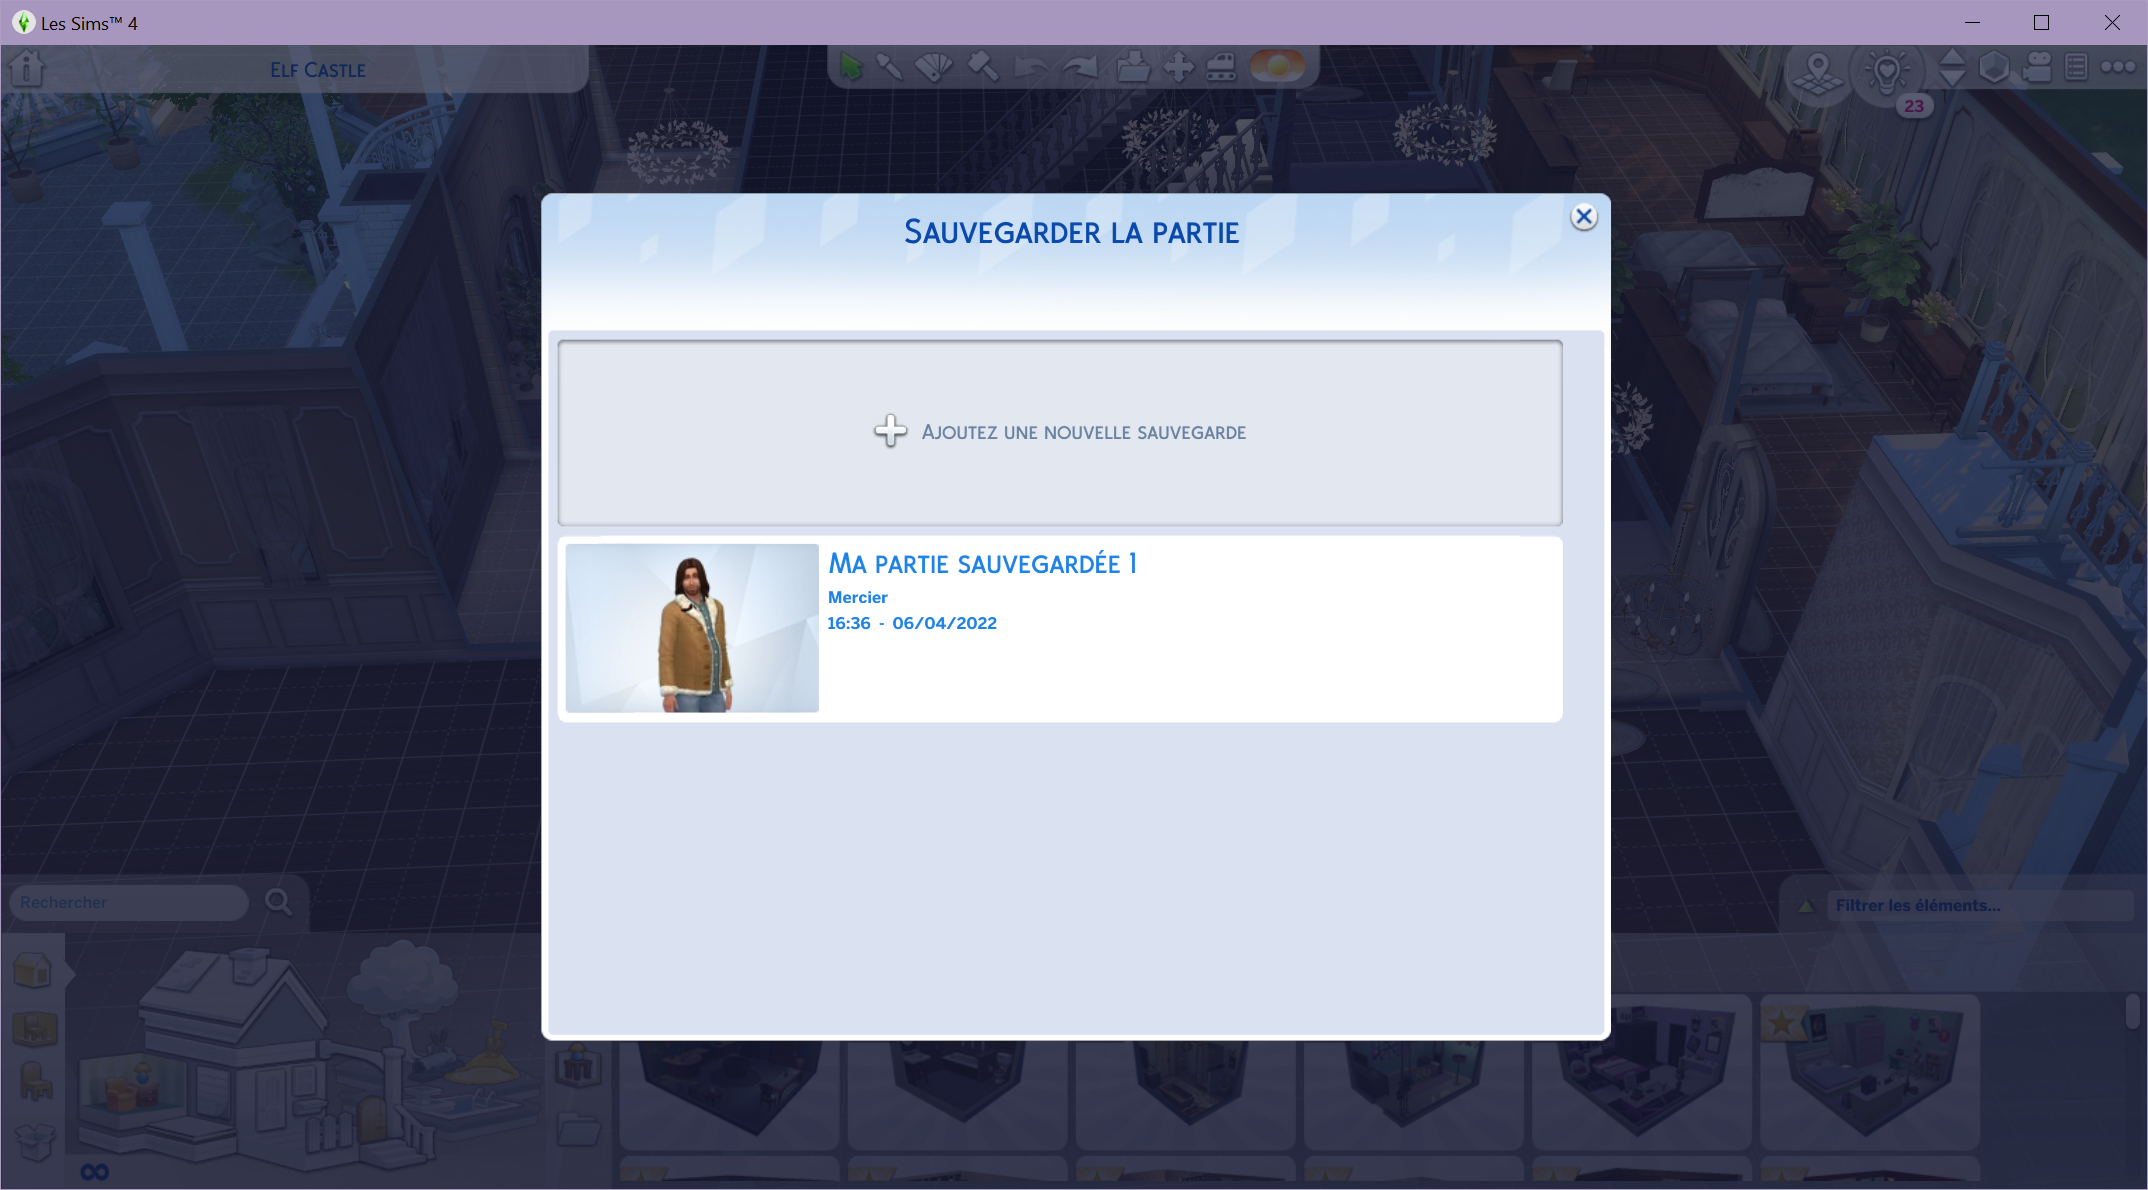 Les Sims™ 4
ELF CASTLE
23
SAUVEGARDER LA PARTIE
AJOUTEZ UNE NOUVELLE SAUVEGARDE
MA PARTIE SAUVEGARDÉE 1
Mercier
16:36 - 06/04/2022
Rechercher
Filtrer les éléments...